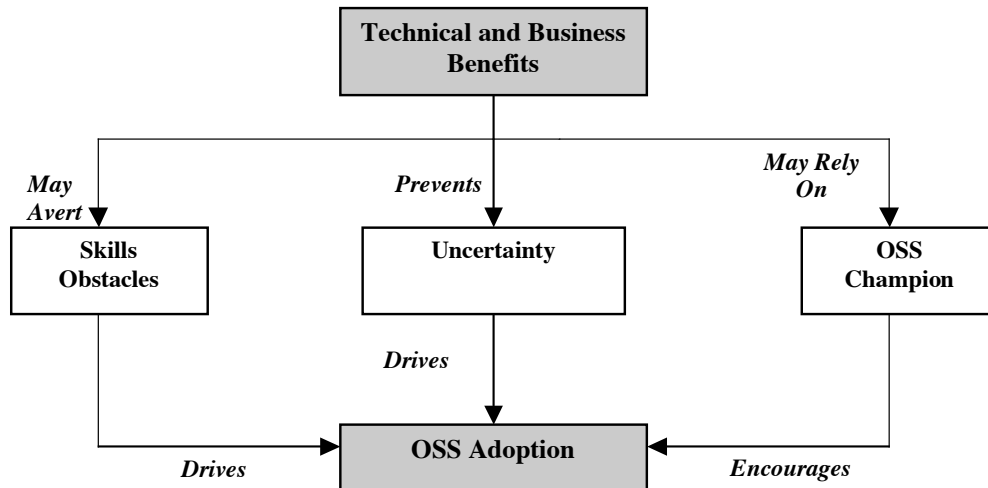 Technical and Business
Benefits
May
Avert
Prevents
May Rely
On
Skills
Obstacles
Uncertainty
OSS
Champion
Drives
OSS Adoption
Drives
Encourages